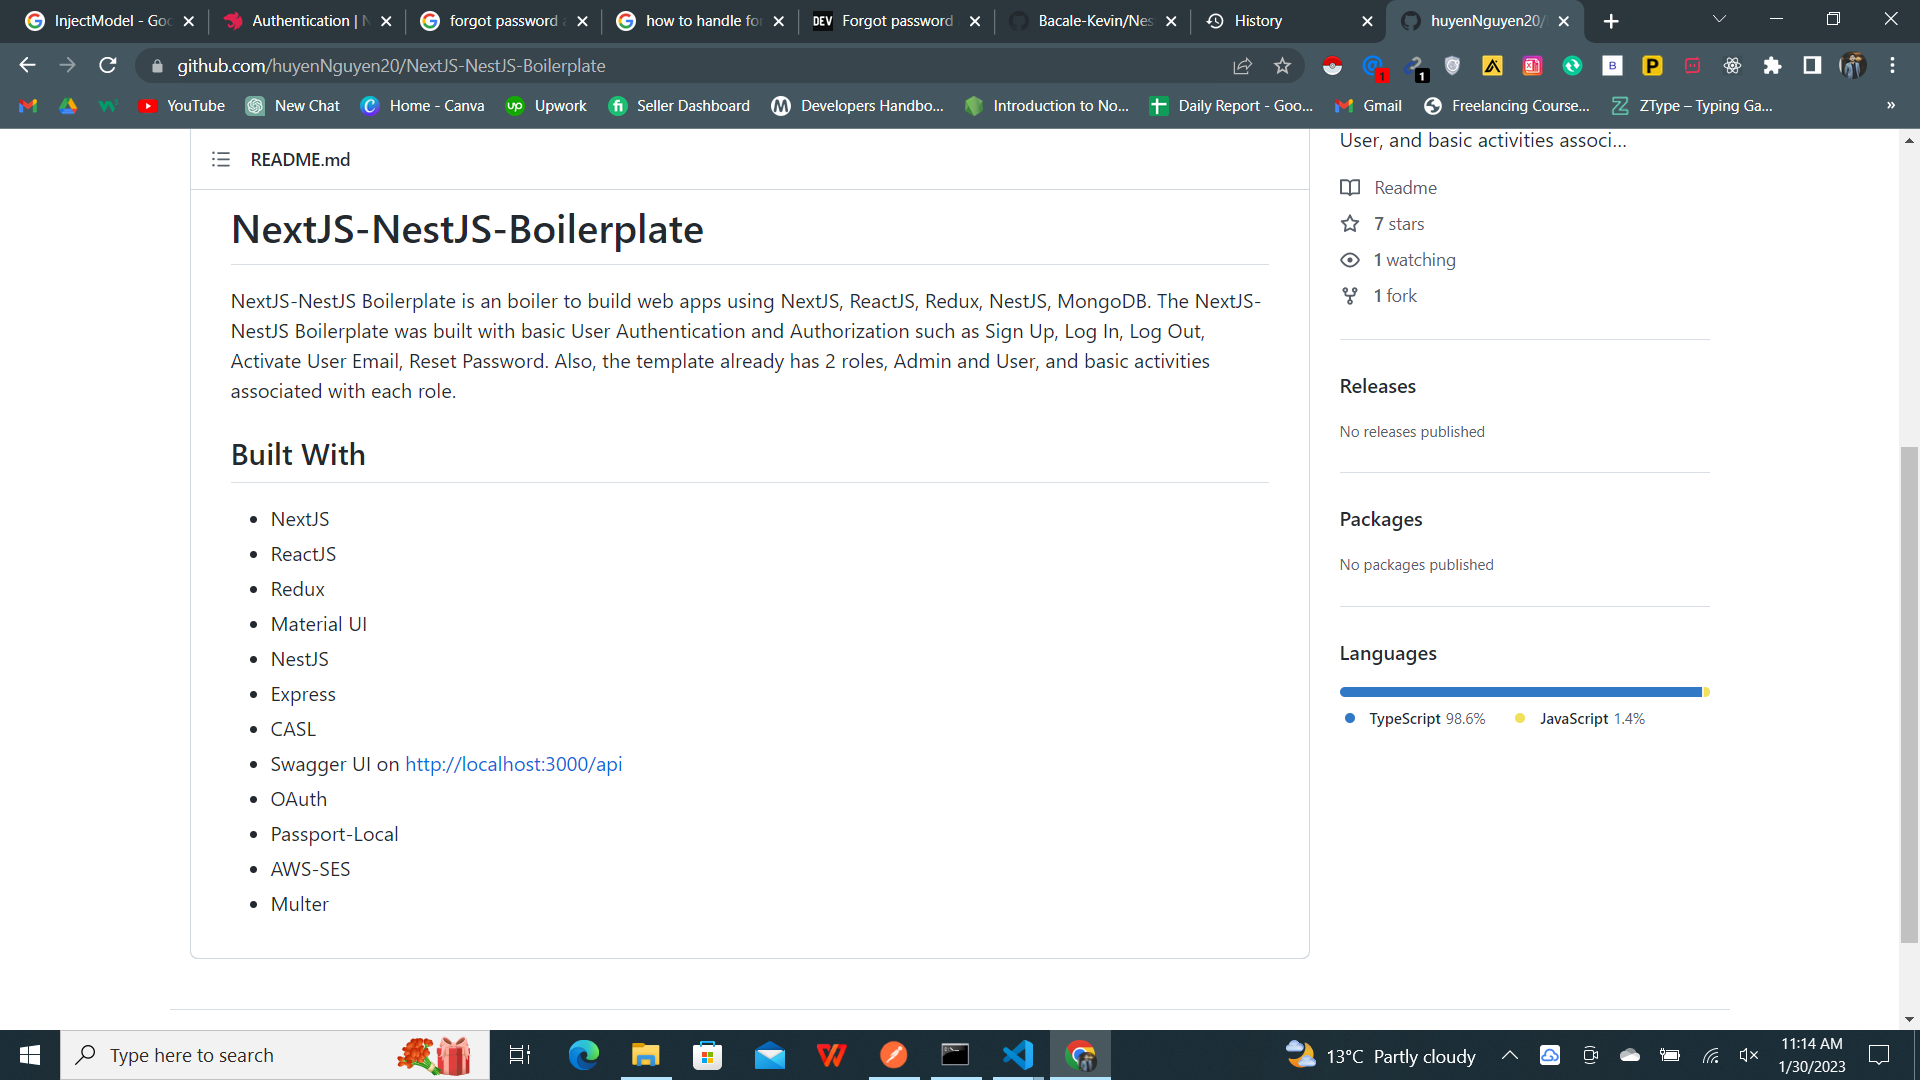 InjectModel - Goo
Authentication | N
forgot password a
how to handle for
DEV Forgot password
Bacale-Kevin/Nes
History
huyenNguyen20/
github.com/huyenNguyen20/NextJS-NestJS-Boilerplate
1
1
YouTube
New Chat
Home - Canva
Upwork
Seller Dashboard
Developers Handbo...
Introduction to No...
Daily Report - Goo...
Gmail
Freelancing Course...
ZType – Typing Ga...
»
README.md
NextJS-NestJS-Boilerplate
NextJS-NestJS Boilerplate is an boiler to build web apps using NextJS, ReactJS, Redux, NestJS, MongoDB. The NextJS-
NestJS Boilerplate was built with basic User Authentication and Authorization such as Sign Up, Log In, Log Out,
Activate User Email, Reset Password. Also, the template already has 2 roles, Admin and User, and basic activities
associated with each role.
Built With
NextJS
ReactJS
Redux
Material UI
NestJS
Express
CASL
Swagger UI on http://localhost:3000/api
OAuth
Passport-Local
AWS-SES
Multer
User, and basic activities associ...
Readme
7 stars
1 watching
1 fork
Releases
No releases published
Packages
No packages published
Languages
TypeScript 98.6%
JavaScript 1.4%
Type here to search
13°C Partly cloudy
11:14 AM
1/30/2023